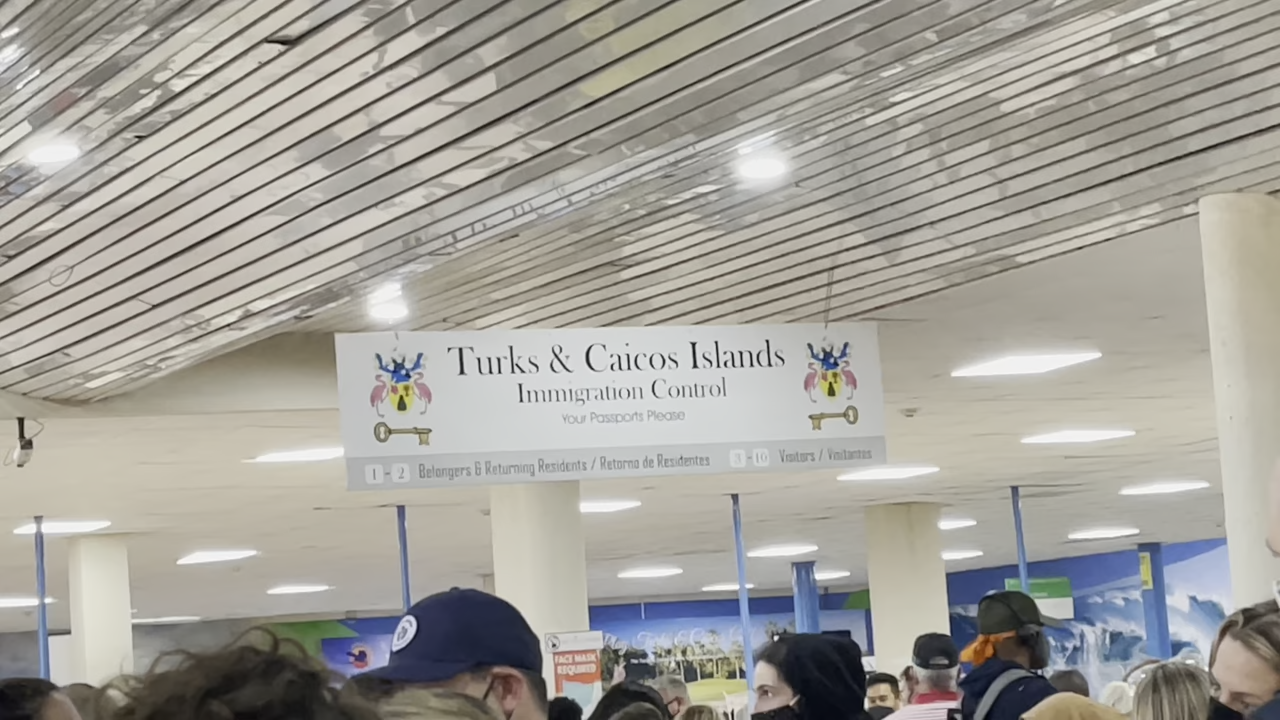 Turks & Caicos Islands
Immigration Control
Your Passports Please
1 - 2 Belongers & Returning Residents / Retorno de Residentes 3 - 10 Visitors / Visitantes
FACE MASK
REQUIRED